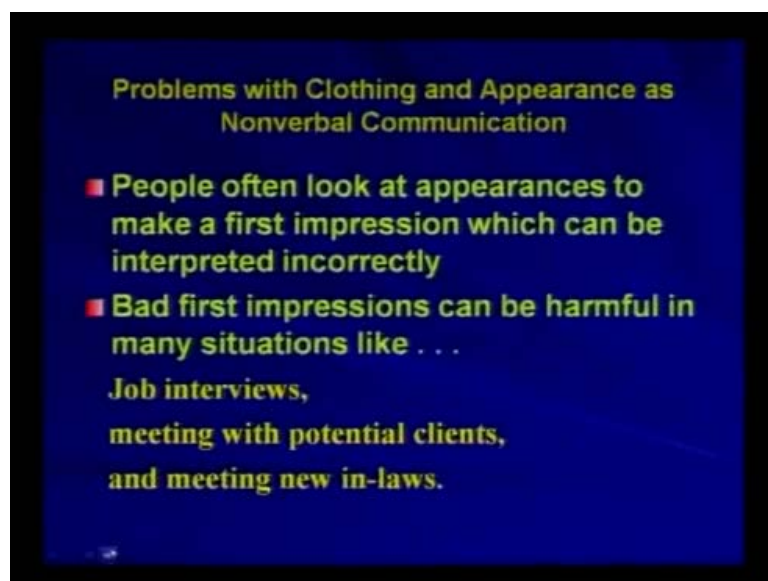 Problems with Clothing and Appearance as
Nonverbal Communication
People often look at appearances to
make a first impression which can be
interpreted incorrectly
Bad first impressions can be harmful in
many situations like . . .
Job interviews,
meeting with potential clients,
and meeting new in-laws.